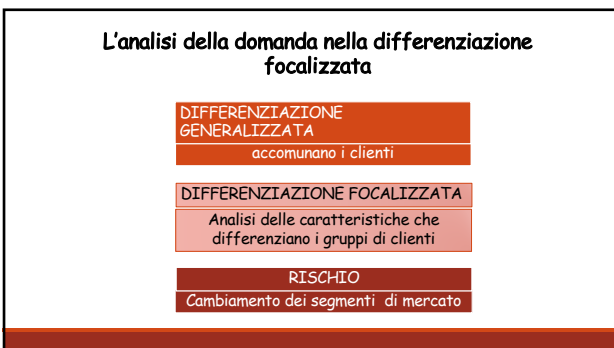 L'analisi della domanda nella differenziazione
focalizzata
DIFFERENZIAZIONE
GENERALIZZATA
accomunano i clienti
DIFFERENZIAZIONE FOCALIZZATA
Analisi delle caratteristiche che
differenziano i gruppi di clienti
RISCHIO
Cambiamento dei segmenti di mercato